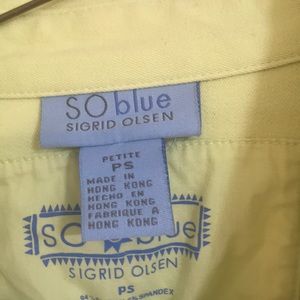 SO blue
SIGRID OLSEN
PETITE
PS
MADE IN
HONG KONG
HECHO EN
HONG KONG
FABRIQUE A
HONG KONG
SO blue
SIGRID OLSEN
PS
SPANDEX